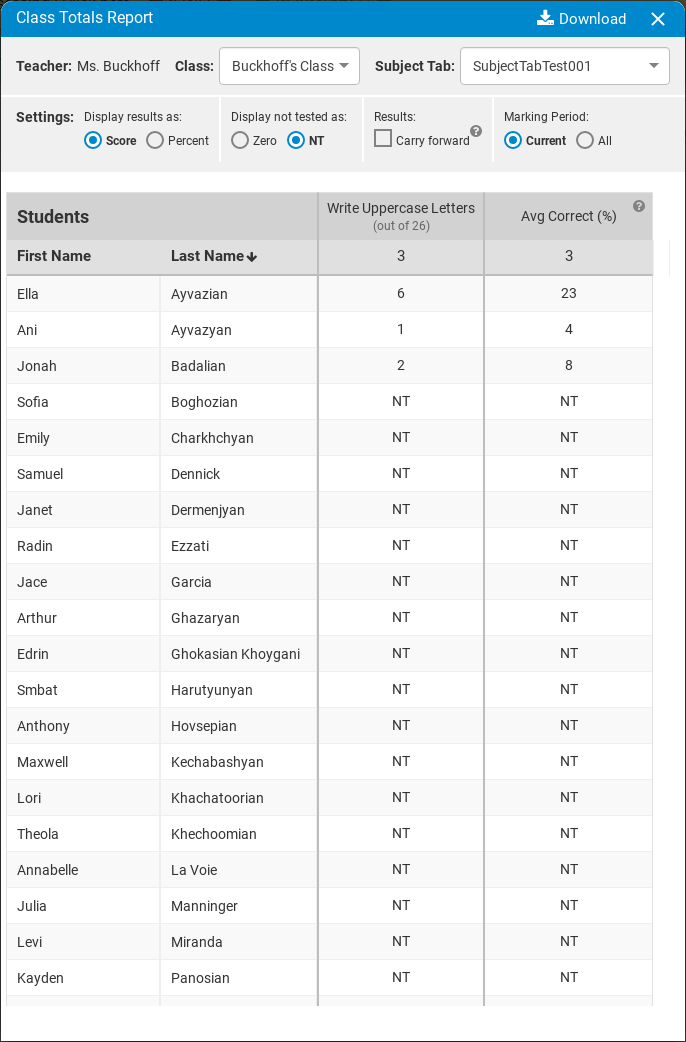 Class Totals Report Download
Teacher: Ms. Buckhoff Class: Buckhoff's Class Subject Tab: SubjectTabTest001
Settings: Display results as: Display not tested as: Results: Marking Period:
Score Percent Zero NT Carry forward ? Current All
Students Write Uppercase Letters (out of 26) Avg Correct (%) ?
First Name Last Name 3 3
Ella Ayvazian 6 23
Ani Ayvazyan 1 4
Jonah Badalian 2 8
Sofia Boghozian NT NT
Emily Charkhchyan NT NT
Samuel Dennick NT NT
Janet Dermenjyan NT NT
Radin Ezzati NT NT
Jace Garcia NT NT
Arthur Ghazaryan NT NT
Edrin Ghokasian Khoygani NT NT
Smbat Harutyunyan NT NT
Anthony Hovsepian NT NT
Maxwell Kechabashyan NT NT
Lori Khachatoorian NT NT
Theola Khechoomian NT NT
Annabelle La Voie NT NT
Julia Manninger NT NT
Levi Miranda NT NT
Kayden Panosian NT NT